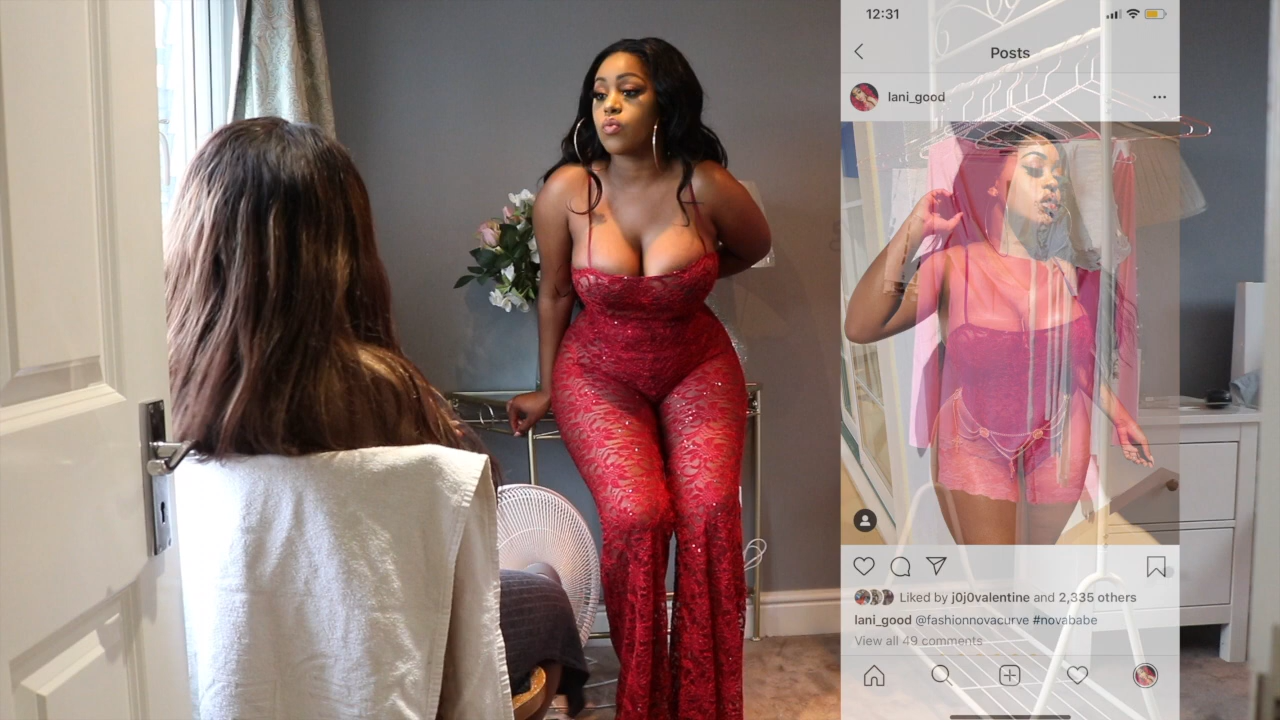 12:31
Posts
lani_good
Liked by j0j0valentine and 2,335 others
lani_good @fashionnovacurve #novababe
View all 49 comments